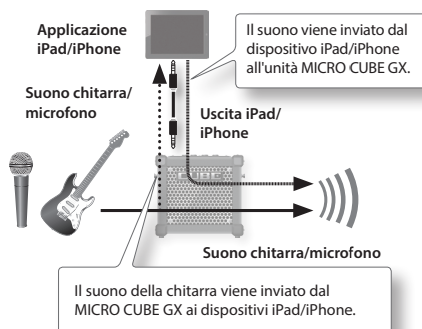 Applicazione
iPad/iPhone
Il suono viene inviato dal
dispositivo iPad/iPhone
all'unità MICRO CUBE GX.
Suono chitarra/
microfono
Uscita iPad/
iPhone
Suono chitarra/microfono
Il suono della chitarra viene inviato dal
MICRO CUBE GX ai dispositivi iPad/iPhone.